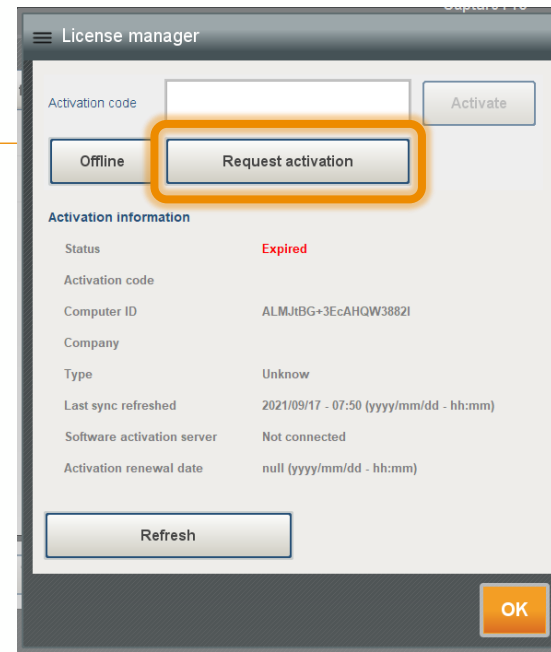 License manager
Activation code
Activate
Offline
Request activation
Activation information
Status Expired
Activation code
Computer ID ALMJtBG+3EcAHQW3882I
Company
Type Unknow
Last sync refreshed 2021/09/17 - 07:50 (yyyy/mm/dd - hh:mm)
Software activation server Not connected
Activation renewal date null (yyyy/mm/dd - hh:mm)
Refresh
OK